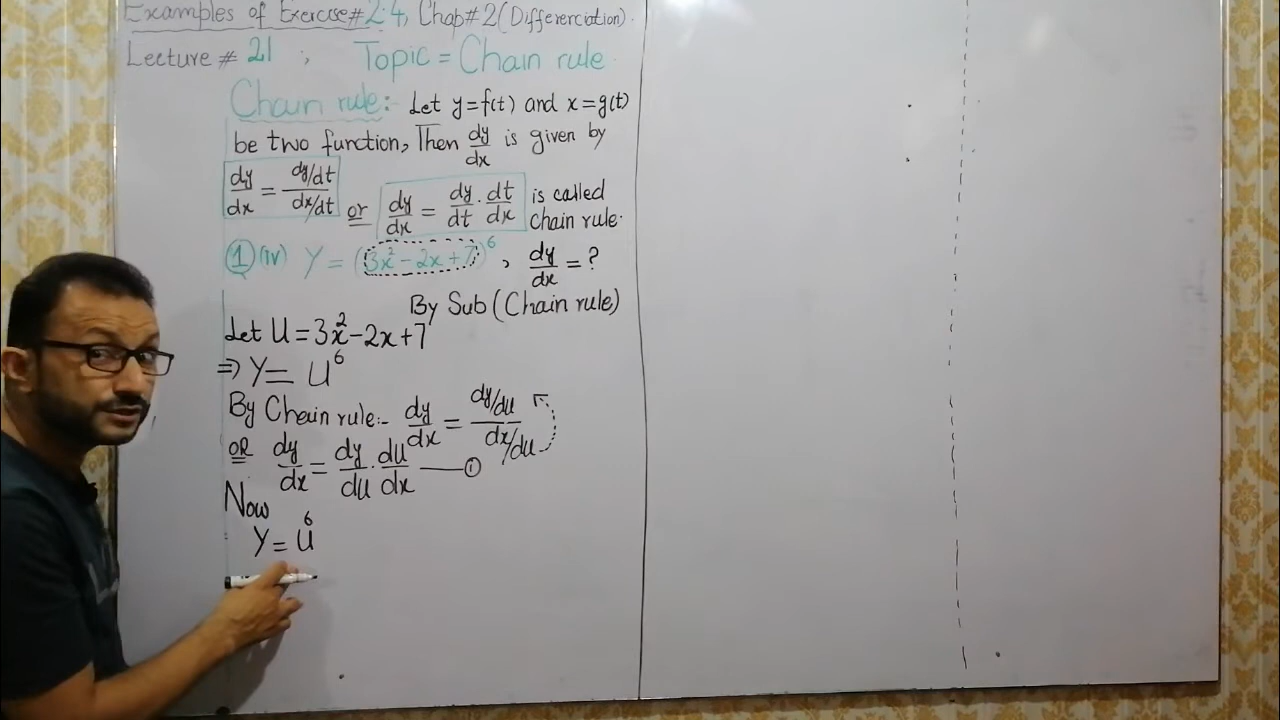 Examples of Exercise# 2.4, Chap# 2 (Differenciation).
Lecture # 21 ; Topic = Chain rule.
Chain rule:- Let y=f(t) and x=g(t)
be two function, Then dy/dx is given by
dy/dx = (dy/dt)/(dx/dt) or dy/dx = dy/dt . dt/dx is called chain rule.
Q1 (iv) Y = (3x²-2x+7)⁶, dy/dx = ?
By Sub (Chain rule)
Let U = 3x²-2x+7
⇒ Y = U⁶
By Chain rule:- dy/dx = (dy/du)/(dx/du)
OR dy/dx = dy/du . du/dx —— ①
Now
Y = U⁶